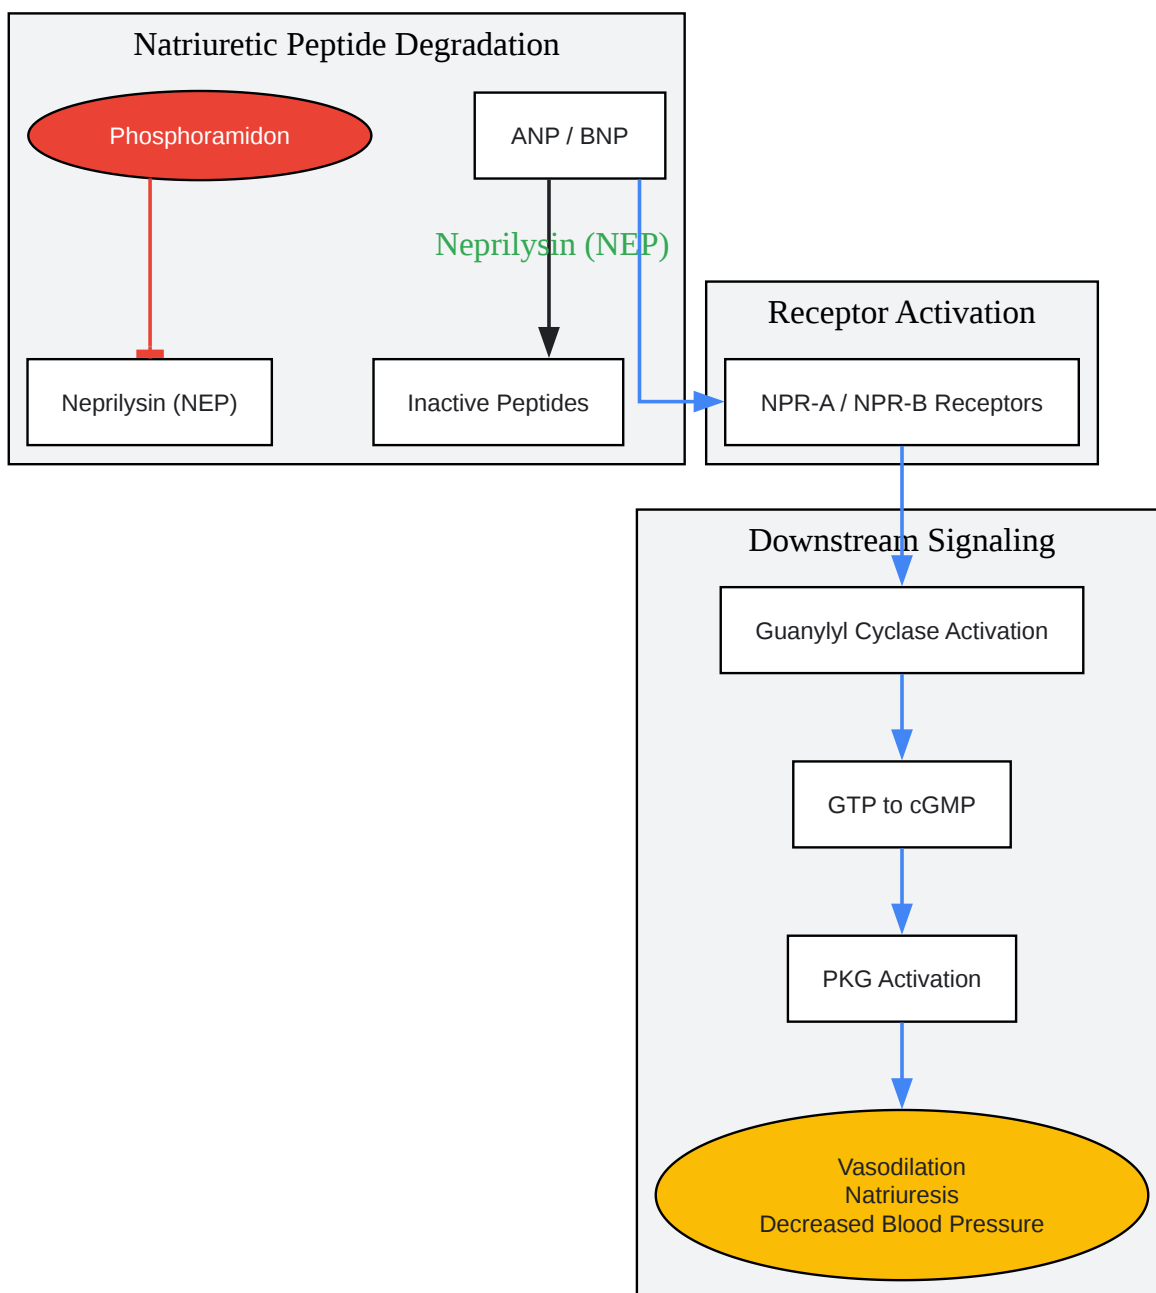 Natriuretic Peptide Degradation
Phosphoramidon
ANP / BNP
Neprilysin (NEP)
Neprilysin (NEP)
Inactive Peptides
Receptor Activation
NPR-A / NPR-B Receptors
Downstream Signaling
Guanylyl Cyclase Activation
GTP to cGMP
PKG Activation
Vasodilation
Natriuresis
Decreased Blood Pressure